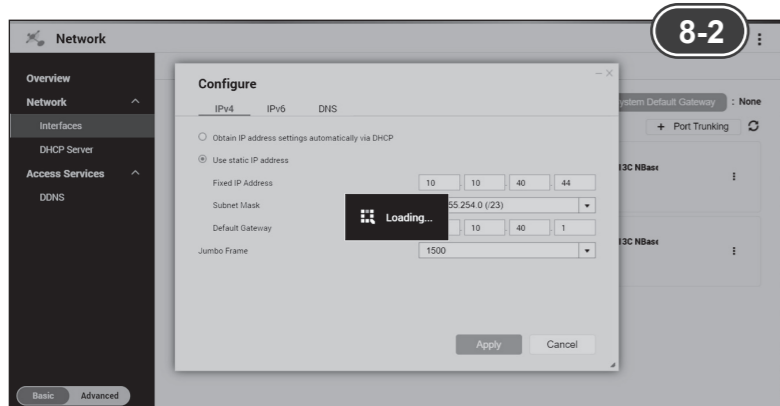 8-2
Network
Overview
Network
Interfaces
DHCP Server
Access Services
DDNS
Basic Advanced
Configure
IPv4 IPv6 DNS
Obtain IP address settings automatically via DHCP
Use static IP address
Fixed IP Address 10 . 10 . 40 . 44
Subnet Mask 55.254.0 (/23)
Loading...
Default Gateway 10 . 40 . 1
Jumbo Frame 1500
Apply Cancel
ystem Default Gateway : None
+ Port Trunking
13C NBase
13C NBase